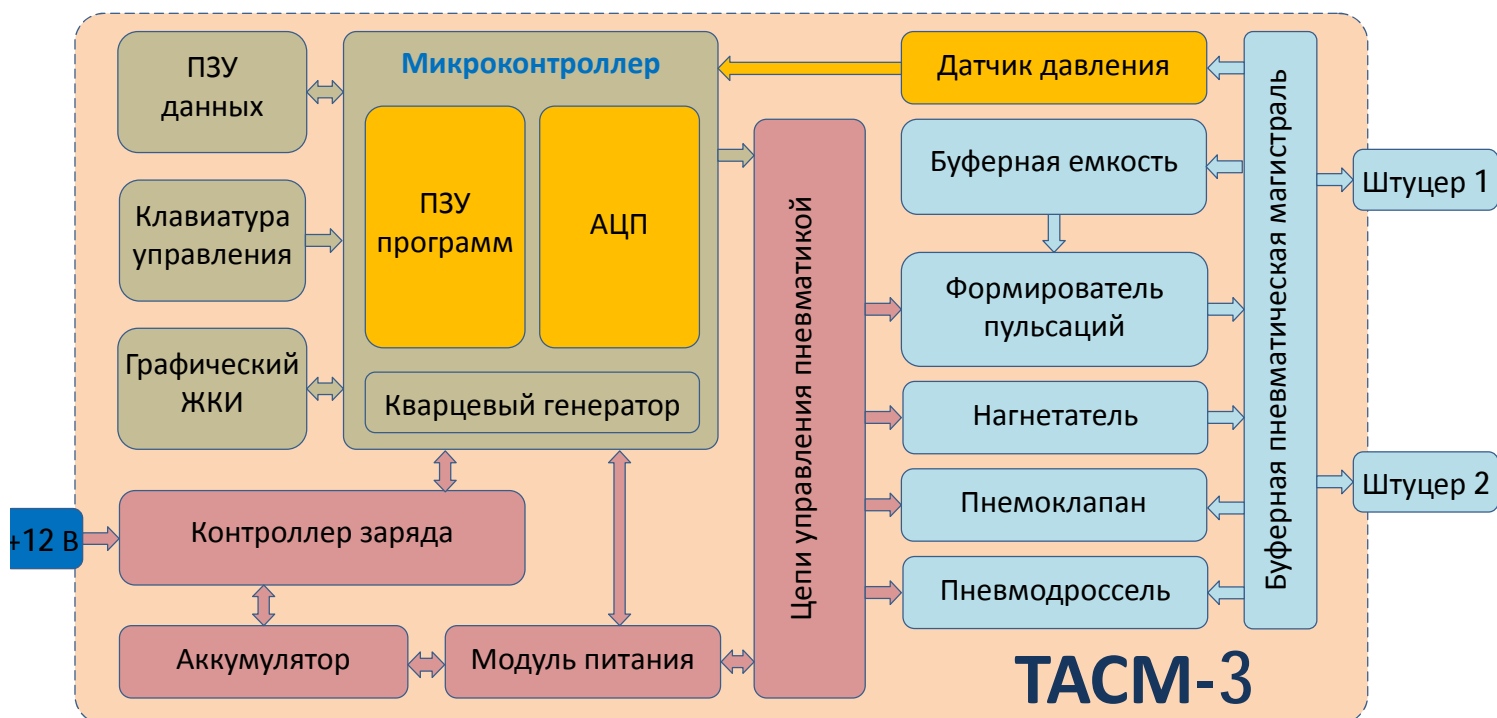 ПЗУ
данных
Клавиатура
управления
Графический
ЖКИ
Микроконтроллер
ПЗУ
программ
АЦП
Кварцевый генератор
+12 В
Контроллер заряда
Аккумулятор
Модуль питания
Цепи управления пневматикой
Датчик давления
Буферная емкость
Формирователь
пульсаций
Нагнетатель
Пнемоклапан
Пневмодроссель
Буферная пневматическая магистраль
Штуцер 1
Штуцер 2
ТАСМ-3